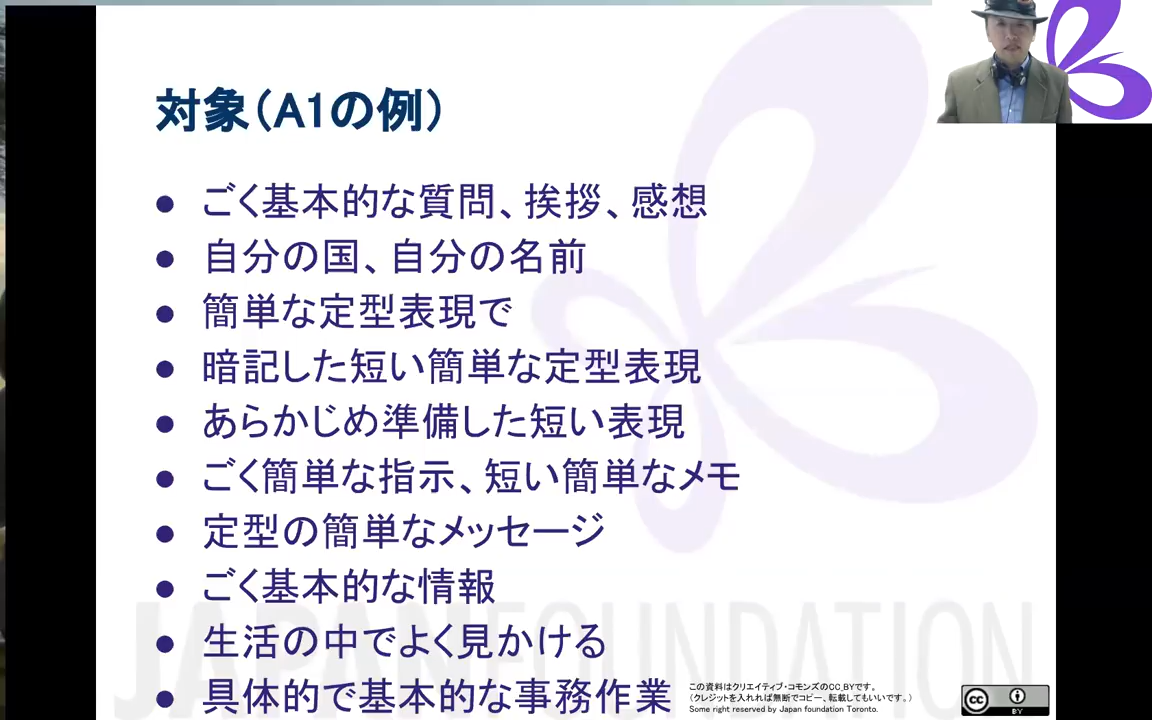 対象（A1の例）
● ごく基本的な質問、挨拶、感想
● 自分の国、自分の名前
● 簡単な定型表現で
● 暗記した短い簡単な定型表現
● あらかじめ準備した短い表現
● ごく簡単な指示、短い簡単なメモ
● 定型の簡単なメッセージ
● ごく基本的な情報
● 生活の中でよく見かける
● 具体的で基本的な事務作業
この資料はクリエイティブ・コモンズのCC,BYです。
（クレジットを入れれば無断でコピー、転載してもいいです。）
Some right reserved by Japan foundation Toronto.
cc
BY
JAPANFOUNDATION